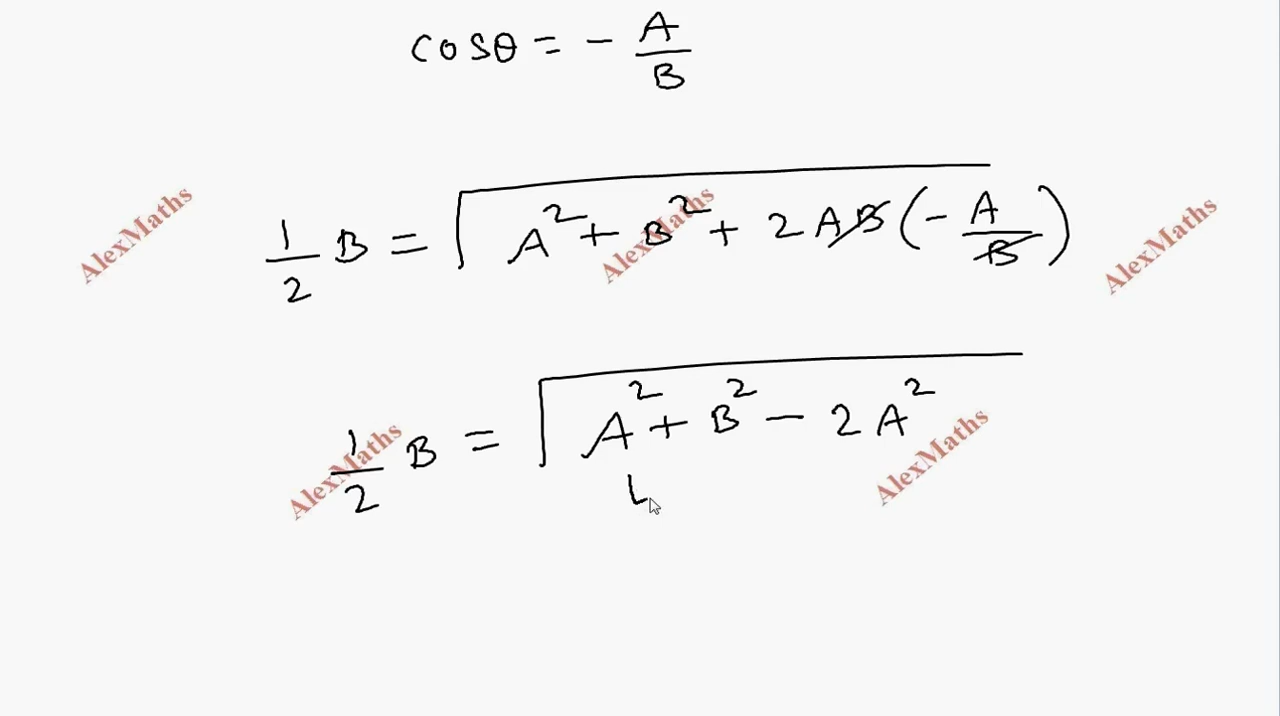 cosθ = - A/B
1/2 B = √(A² + B² + 2AB(-A/B))
AlexMaths AlexMaths AlexMaths
1/2 B = √(A² + B² - 2A²)
AlexMaths AlexMaths
L